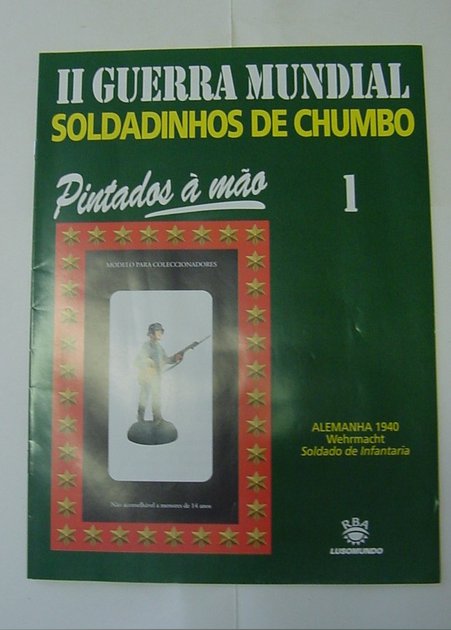 II GUERRA MUNDIAL
SOLDADINHOS DE CHUMBO
Pintados à mão
1
MODELO PARA COLECCIONADORES
Não aconselhável a menores de 14 anos
ALEMANHA 1940
Wehrmacht
Soldado de Infantaria
RBA
LUSOMUNDO